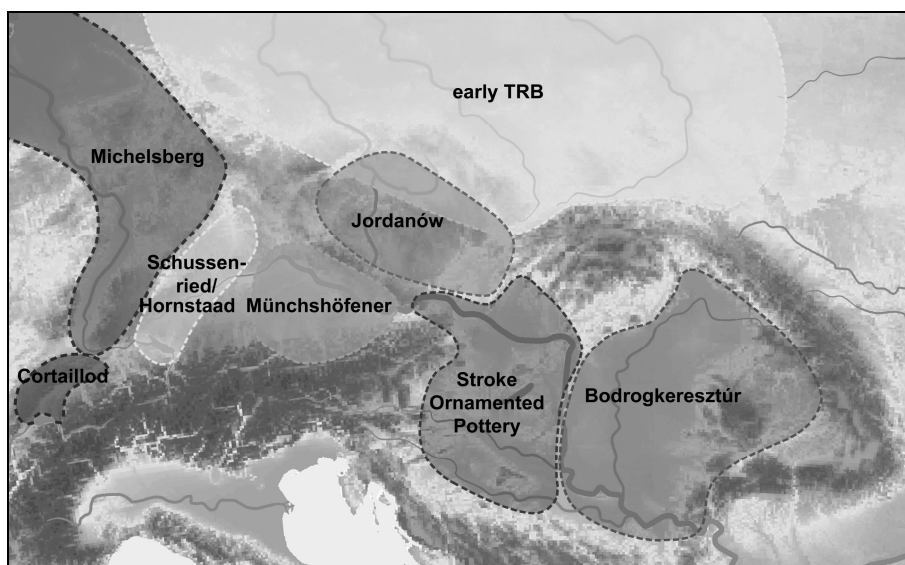 early TRB
Michelsberg
Jordanów
Schussen-
ried/
Hornstaad
Münchshöfener
Cortaillod
Stroke
Ornamented
Pottery
Bodrogkeresztúr